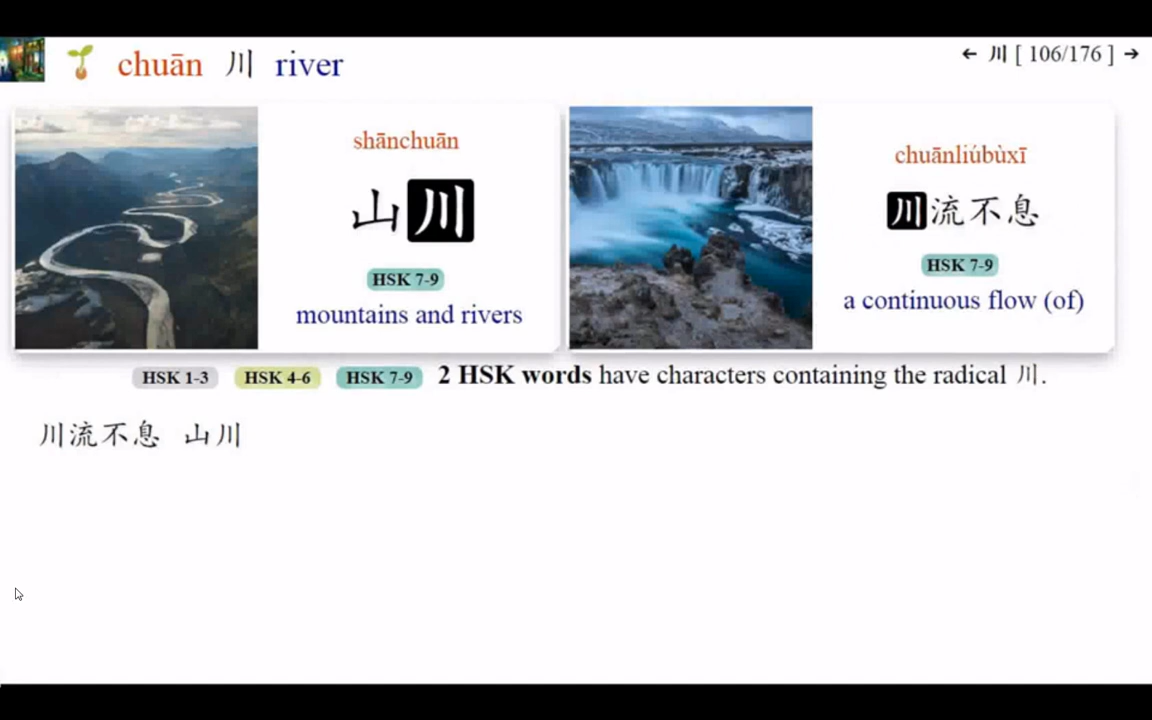 chuān 川 river
← 川 [ 106/176 ] →
shānchuān
山川
HSK 7-9
mountains and rivers
chuānliúbùxī
川流不息
HSK 7-9
a continuous flow (of)
HSK 1-3 HSK 4-6 HSK 7-9 2 HSK words have characters containing the radical 川.
川流不息 山川